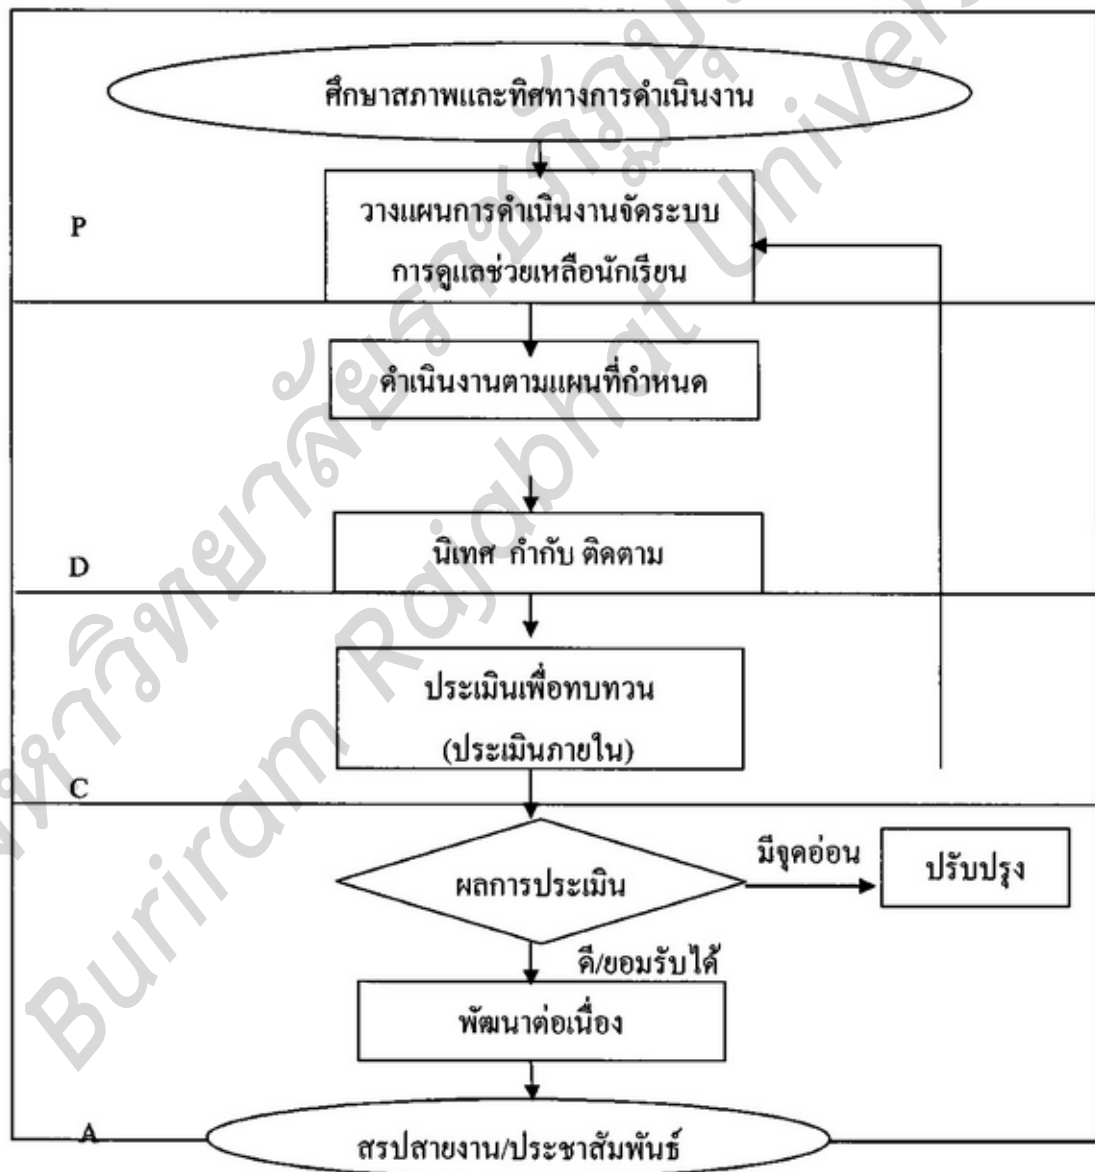 ศึกษาสภาพและทิศทางการดำเนินงาน
วางแผนการดำเนินงานจัดระบบ
P
การดูแลช่วยเหลือนักเรียน
ดำเนินงานตามแผนที่กำหนด
นิเทศ กำกับ ติดตาม
D
ประเมินเพื่อทบทวน
(ประเมินภายใน)
C
ผลการประเมิน
มีจุดอ่อน
ปรับปรุง
ดี/ยอมรับได้
พัฒนาต่อเนื่อง
A
สรุปสายงาน/ประชาสัมพันธ์
Buriram Rajabhat Univers